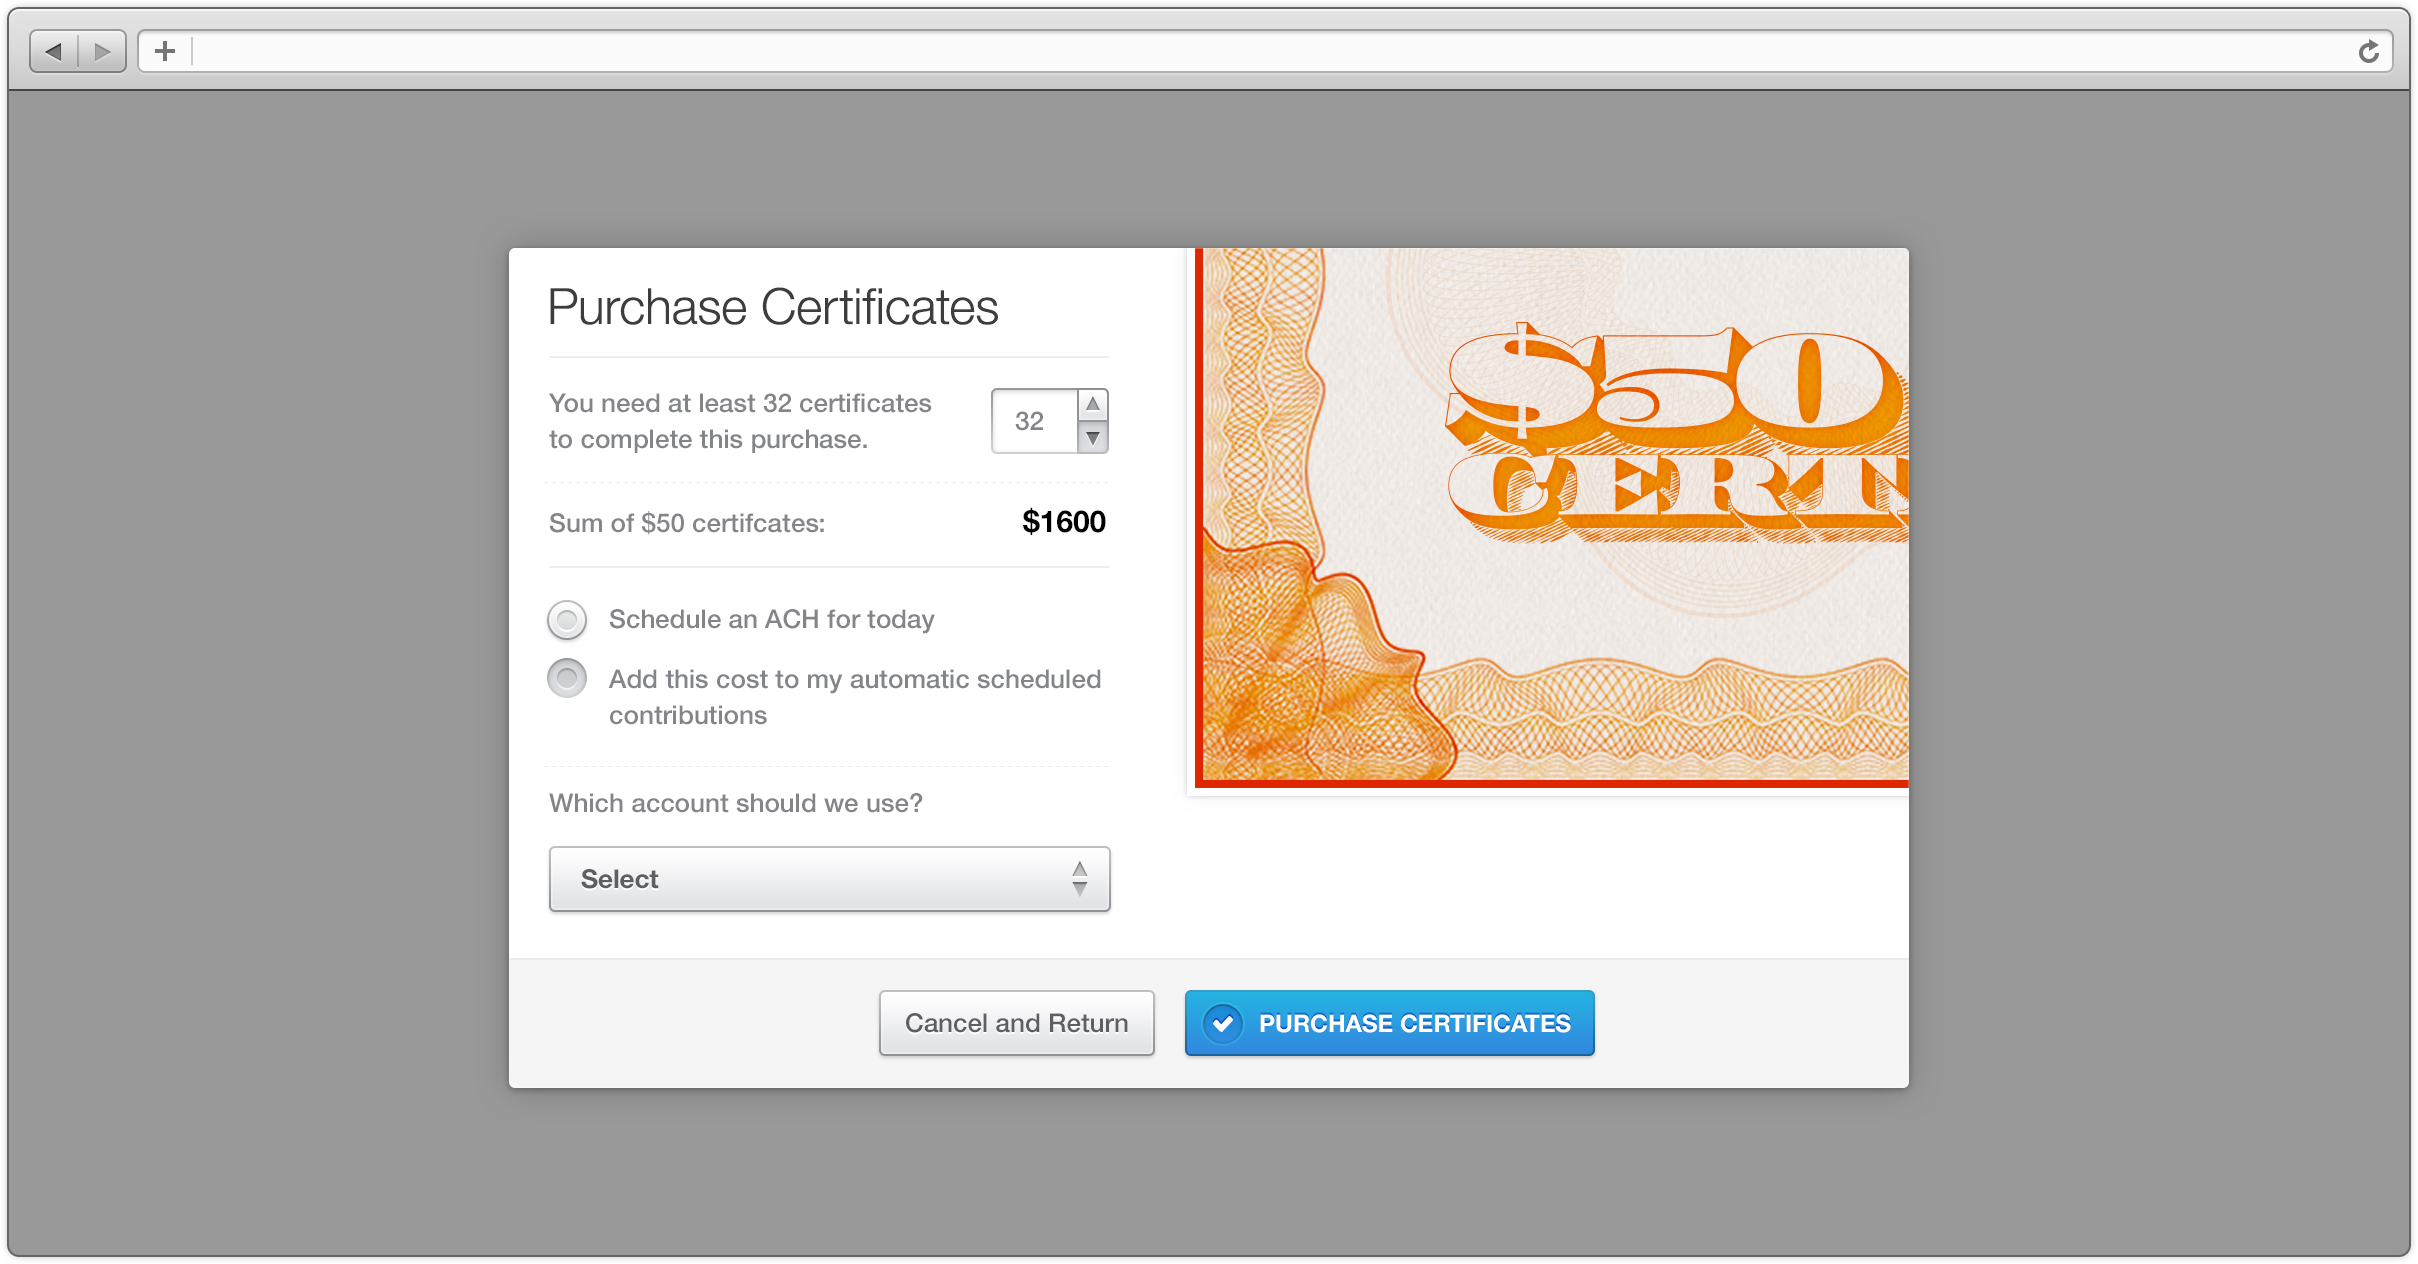 Purchase Certificates
You need at least 32 certificates
to complete this purchase.
32
Sum of $50 certifcates:
$1600
Schedule an ACH for today
Add this cost to my automatic scheduled
contributions
Which account should we use?
Select
$50
CERT
Cancel and Return
PURCHASE CERTIFICATES